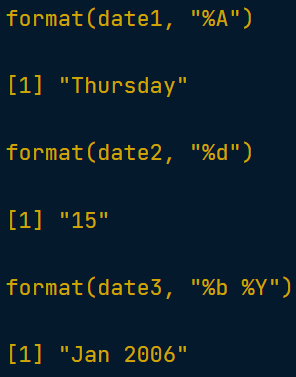 format(date1, "%A")
[1] "Thursday"
format(date2, "%d")
[1] "15"
format(date3, "%b %Y")
[1] "Jan 2006"